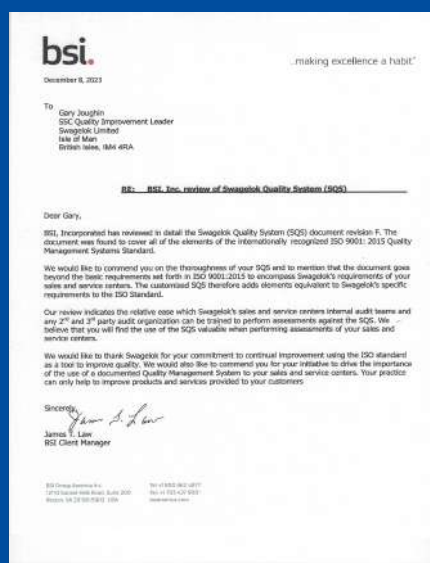 bsi.
...making excellence a habit.™
December 8, 2023
To
Gary Joughin
SSC Quality Improvement Leader
Swagelok Limited
Isle of Man
British Isles, IM4 4RA
RE: BSI, Inc. review of Swagelok Quality System (SQS)
Dear Gary,
BSI, Incorporated has reviewed in detail the Swagelok Quality System (SQS) document revision F. The
document was found to cover all of the elements of the internationally recognized ISO 9001: 2015 Quality
Management Systems Standard.
We would like to commend you on the thoroughness of your SQS and to mention that the document goes
beyond the basic requirements set forth in ISO 9001:2015 to encompass Swagelok's requirements of your
sales and service centers. The customized SQS therefore adds elements equivalent to Swagelok's specific
requirements to the ISO Standard.
Our review indicates the relative ease which Swagelok's sales and service centers internal audit teams and
any 2nd and 3rd party audit organization can be trained to perform assessments against the SQS. We
believe that you will find the use of the SQS valuable when performing assessments of your sales and
service centers.
We would like to thank Swagelok for your commitment to continual improvement using the ISO standard
as a tool to improve quality. We would also like to commend you for your initiative to drive the importance
of the use of a documented Quality Management System to your sales and service centers. Your practice
can only help to improve products and services provided to your customers
Sincerely,
James S. Law
James T. Law
BSI Client Manager
BSI Group America Inc.